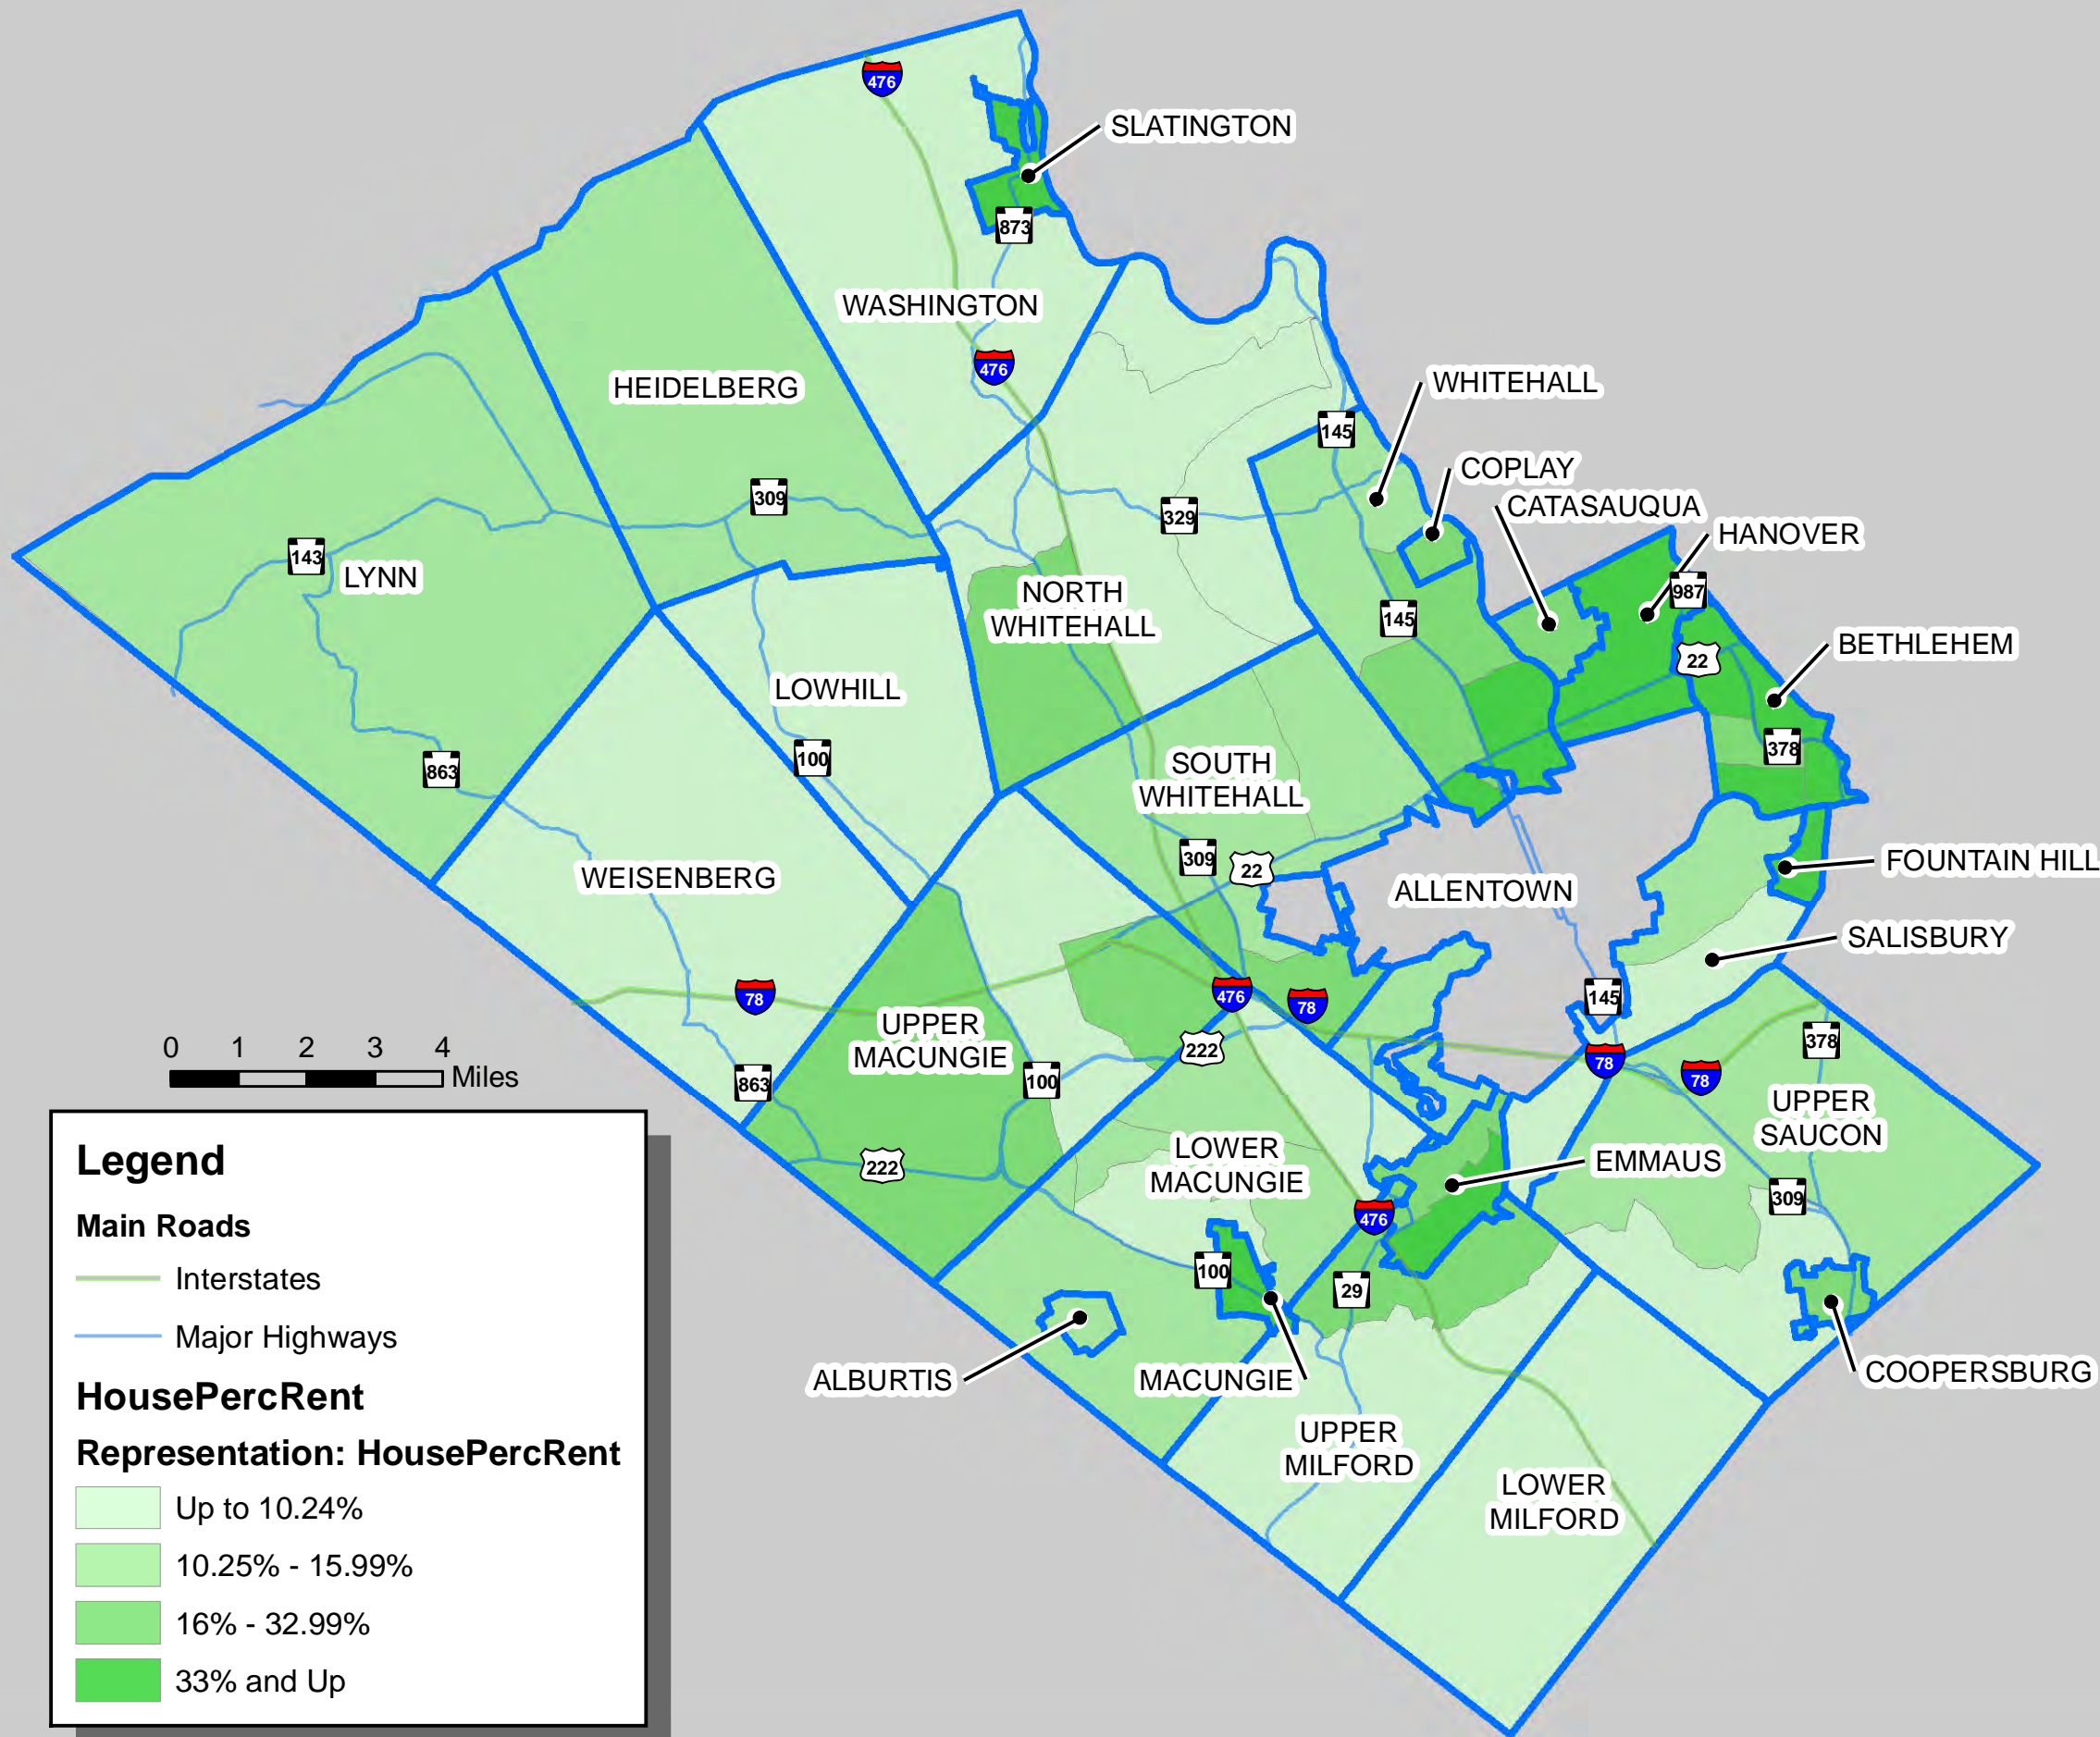 476
SLATINGTON
873
WASHINGTON
476
HEIDELBERG
WHITEHALL
145
COPLAY
309
CATASAUQUA
329
HANOVER
143
LYNN
987
NORTH
WHITEHALL
145
BETHLEHEM
22
LOWHILL
378
100
863
SOUTH
WHITEHALL
309
22
FOUNTAIN HILL
WEISENBERG
ALLENTOWN
SALISBURY
78
476
78
145
UPPER
MACUNGIE
222
378
0 1 2 3 4
Miles
863
100
78
78
UPPER
SAUCON
LOWER
MACUNGIE
EMMAUS
222
309
476
100
29
ALBURTIS
MACUNGIE
COOPERSBURG
UPPER
MILFORD
LOWER
MILFORD
Legend
Main Roads
Interstates
Major Highways
HousePercRent
Representation: HousePercRent
Up to 10.24%
10.25% - 15.99%
16% - 32.99%
33% and Up